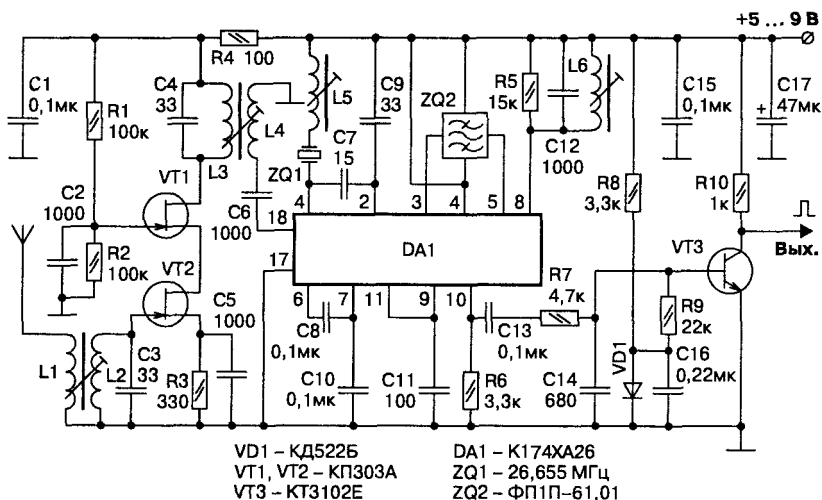 +5 ... 9 В
R4 100
C1
0,1мк
R1
100к
C4
33
L3
L4
L5
C9
33
C7
15
ZQ1
ZQ2
R5
15к
L6
C12
1000
C15
0,1мк
C17
+
47мк
C2
1000
VT1
R2
100к
VT2
C6
1000
4
2
3
4
5
8
18
17
DA1
6
7
11
9
10
R8
3,3к
R10
1к
Вых.
VT3
R7
4,7к
R9
22к
L1
L2
C3
33
C5
1000
R3
330
C8
0,1мк
C10
0,1мк
C11
100
C13
0,1мк
R6
3,3к
C14
680
VD1
C16
0,22мк
VD1 – КД522Б
VT1, VT2 – КП303А
VT3 – КТ3102Е
DA1 – К174ХА26
ZQ1 – 26,655 МГц
ZQ2 – ФП1П–61.01